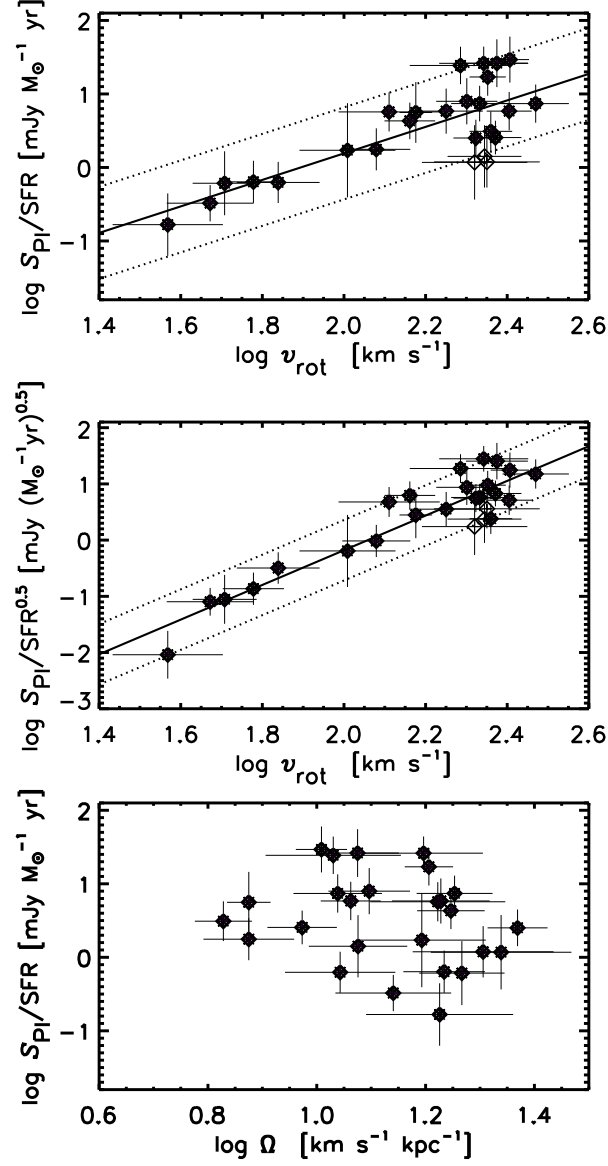 log S_PI/SFR [mJy M_⊙⁻¹ yr]
2
1
0
−1
1.4 1.6 1.8 2.0 2.2 2.4 2.6
log υ_rot [km s⁻¹]
log S_PI/SFR^0.5 [mJy (M_⊙⁻¹yr)^0.5]
2
1
0
−1
−2
−3
1.4 1.6 1.8 2.0 2.2 2.4 2.6
log υ_rot [km s⁻¹]
log S_PI/SFR [mJy M_⊙⁻¹ yr]
2
1
0
−1
0.6 0.8 1.0 1.2 1.4
log Ω [km s⁻¹ kpc⁻¹]